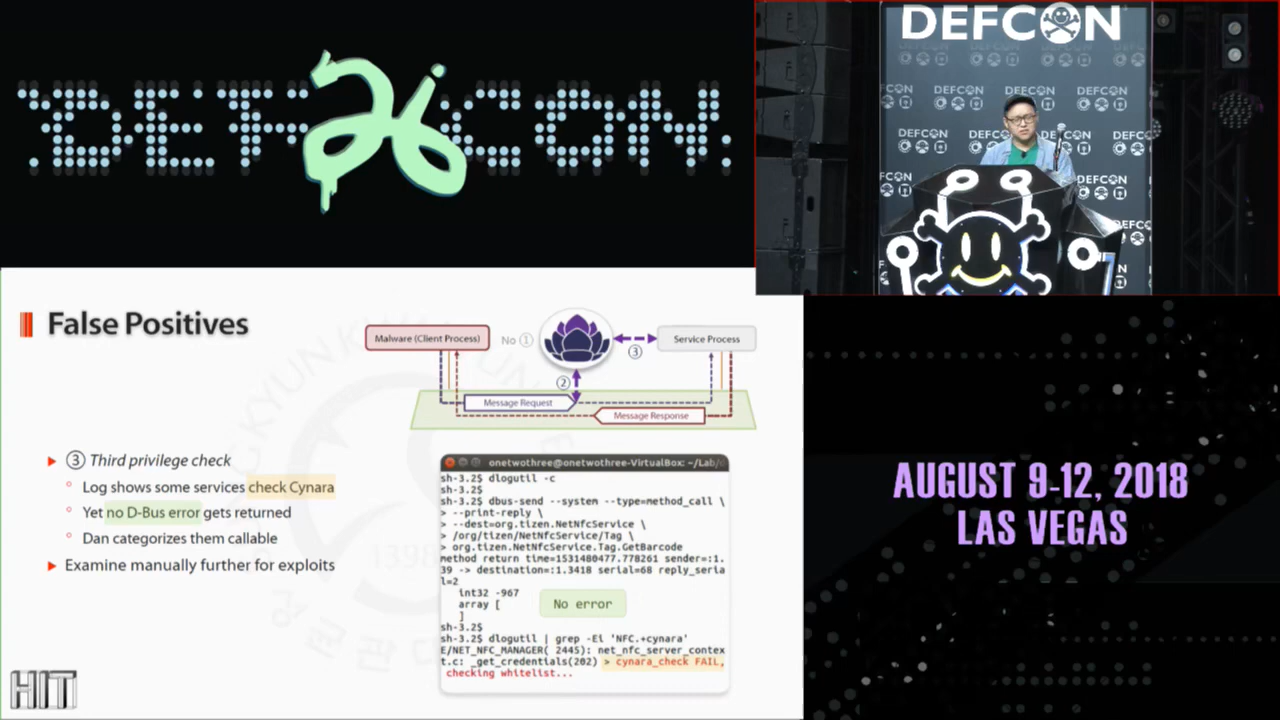 DEFCON
26
DEFCON
False Positives
Malware (Client Process)
No ①
Service Process
③
②
Message Request
Message Response
③ Third privilege check
Log shows some services check Cynara
Yet no D-Bus error gets returned
Dan categorizes them callable
Examine manually further for exploits
1398
onetwothree@onetwothree-VirtualBox: ~/Lab/
sh-3.2$ dlogutil -c
sh-3.2$
sh-3.2$ dbus-send --system --type=method_call \
> --print-reply \
> --dest=org.tizen.NetNfcService \
> /org/tizen/NetNfcService/Tag \
> org.tizen.NetNfcService.Tag.GetBarcode
method return time=1531480477.778261 sender=:1.
39 -> destination=:1.3418 serial=68 reply_seria
l=2
int32 -967
array [
]
No error
sh-3.2$
sh-3.2$ dlogutil | grep -Ei 'NFC.+cynara'
E/NET_NFC_MANAGER( 2445): net_nfc_server_contex
t.c: _get_credentials(202) > cynara_check FAIL,
checking whitelist...
HIT
AUGUST 9-12, 2018
LAS VEGAS